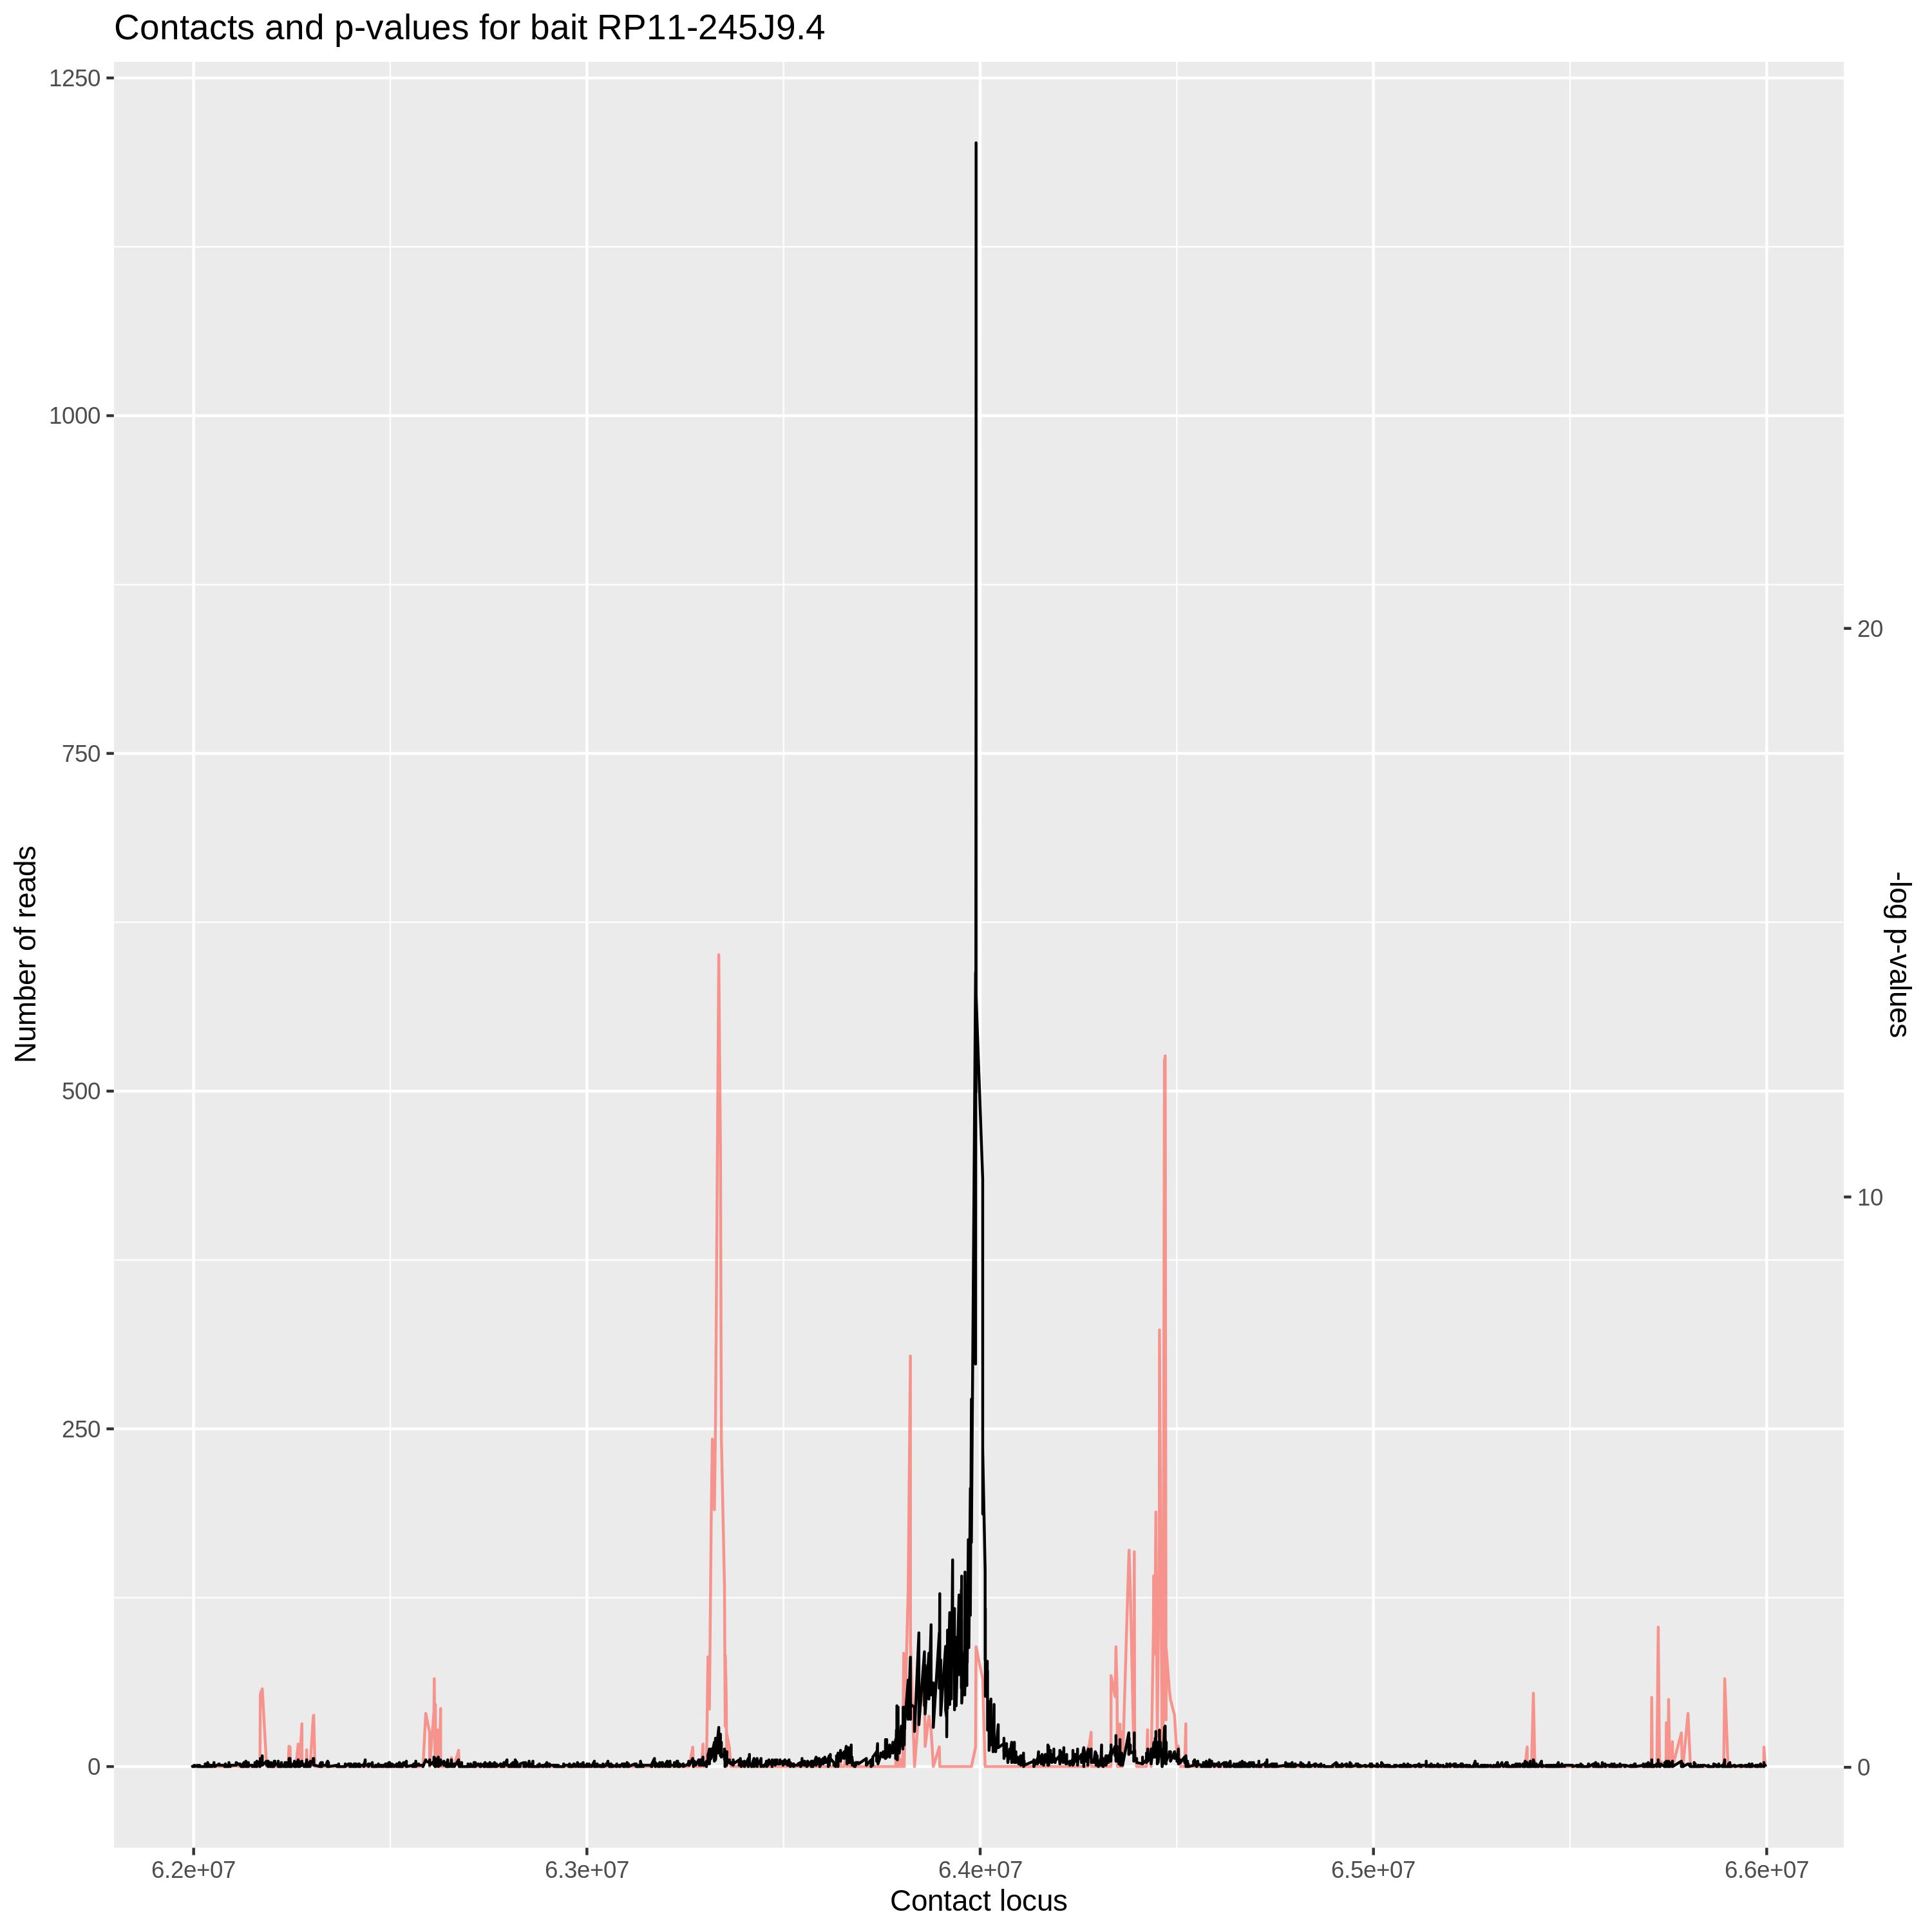 Contacts and p-values for bait RP11-245J9.4
1250
1000
750
500
250
0
Number of reads
20
10
0
-log p-values
6.2e+07
6.3e+07
6.4e+07
6.5e+07
6.6e+07
Contact locus